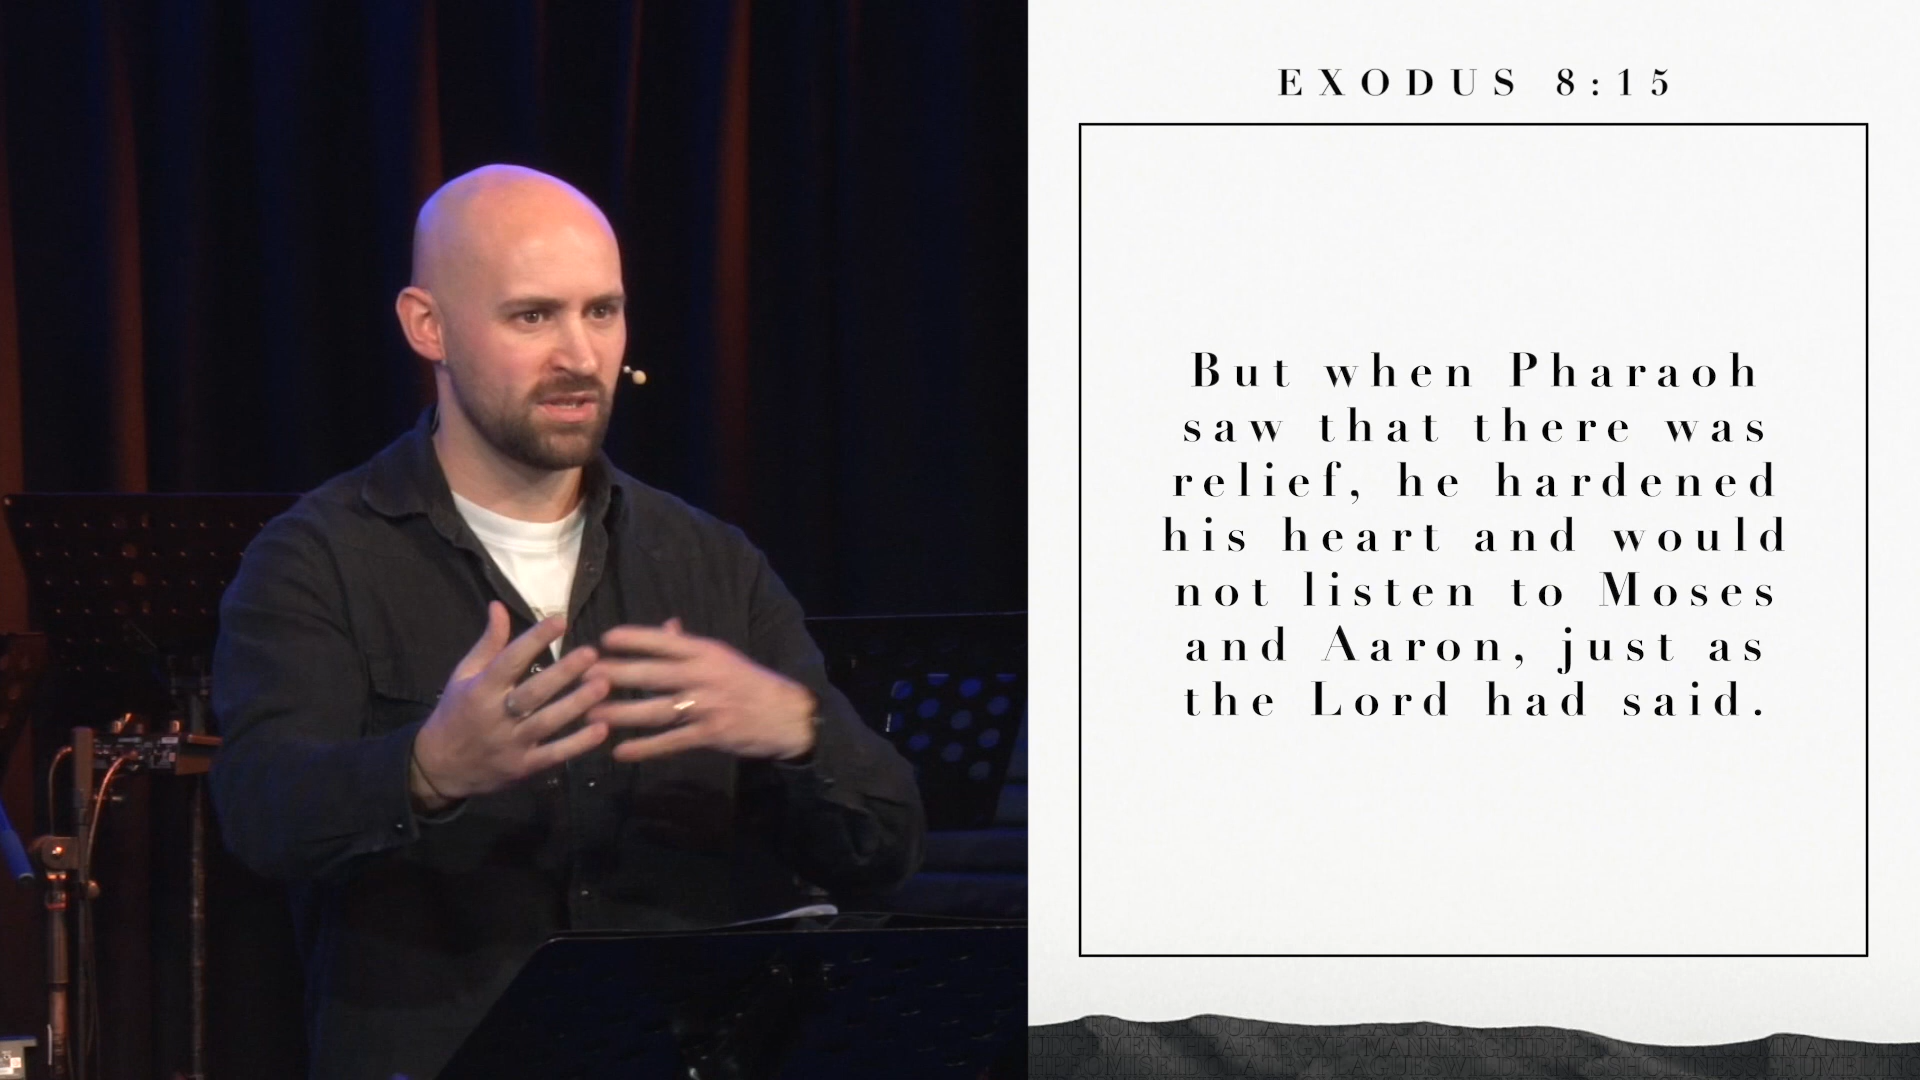 EXODUS 8:15
But when Pharaoh
saw that there was
relief, he hardened
his heart and would
not listen to Moses
and Aaron, just as
the Lord had said.